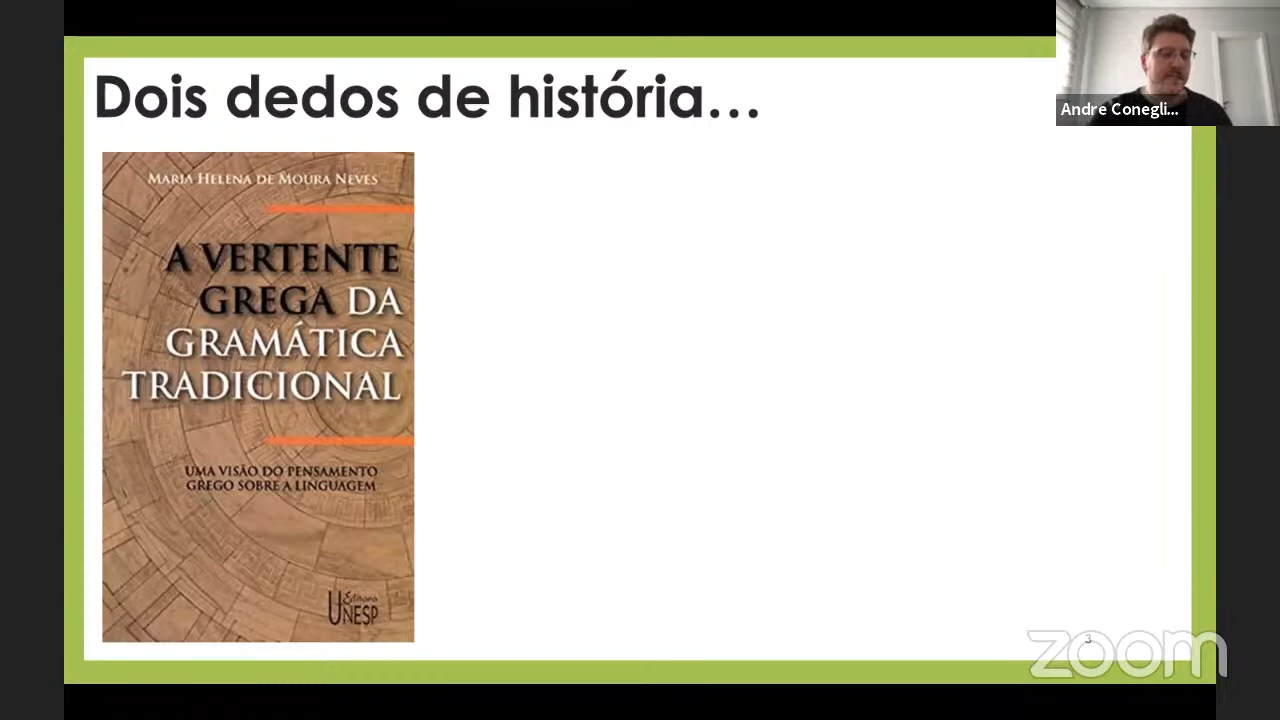 Dois dedos de história...
Andre Conegli...
MARIA HELENA DE MOURA NEVES
A VERTENTE
GREGA DA
GRAMÁTICA
TRADICIONAL
UMA VISÃO DO PENSAMENTO
GREGO SOBRE A LINGUAGEM
Editora
UNESP
3
zoom